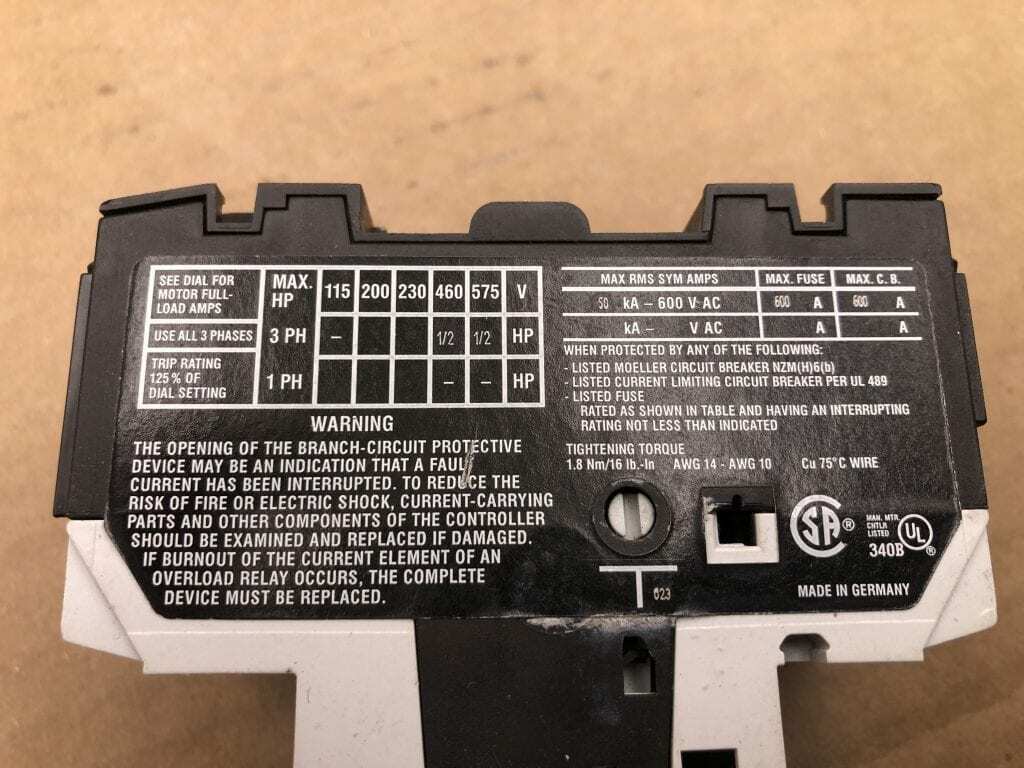 SEE DIAL FOR
MOTOR FULL-
LOAD AMPS
MAX.
HP
115 200 230 460 575 V
USE ALL 3 PHASES 3 PH – 1/2 1/2 HP
TRIP RATING
125 % OF
DIAL SETTING
1 PH – – HP
WARNING
THE OPENING OF THE BRANCH-CIRCUIT PROTECTIVE
DEVICE MAY BE AN INDICATION THAT A FAULT
CURRENT HAS BEEN INTERRUPTED. TO REDUCE THE
RISK OF FIRE OR ELECTRIC SHOCK, CURRENT-CARRYING
PARTS AND OTHER COMPONENTS OF THE CONTROLLER
SHOULD BE EXAMINED AND REPLACED IF DAMAGED.
IF BURNOUT OF THE CURRENT ELEMENT OF AN
OVERLOAD RELAY OCCURS, THE COMPLETE
DEVICE MUST BE REPLACED.
MAX RMS SYM AMPS MAX. FUSE MAX. C. B.
50 kA – 600 V AC 600 A 600 A
kA – V AC A A
WHEN PROTECTED BY ANY OF THE FOLLOWING:
- LISTED MOELLER CIRCUIT BREAKER NZM(H)6(b)
- LISTED CURRENT LIMITING CIRCUIT BREAKER PER UL 489
- LISTED FUSE
RATED AS SHOWN IN TABLE AND HAVING AN INTERRUPTING
RATING NOT LESS THAN INDICATED
TIGHTENING TORQUE
1.8 Nm/16 lb.-In AWG 14 - AWG 10 Cu 75°C WIRE
SA ®
MAN. MTR.
CNTLR
LISTED
340B
UL ®
T 023
MADE IN GERMANY